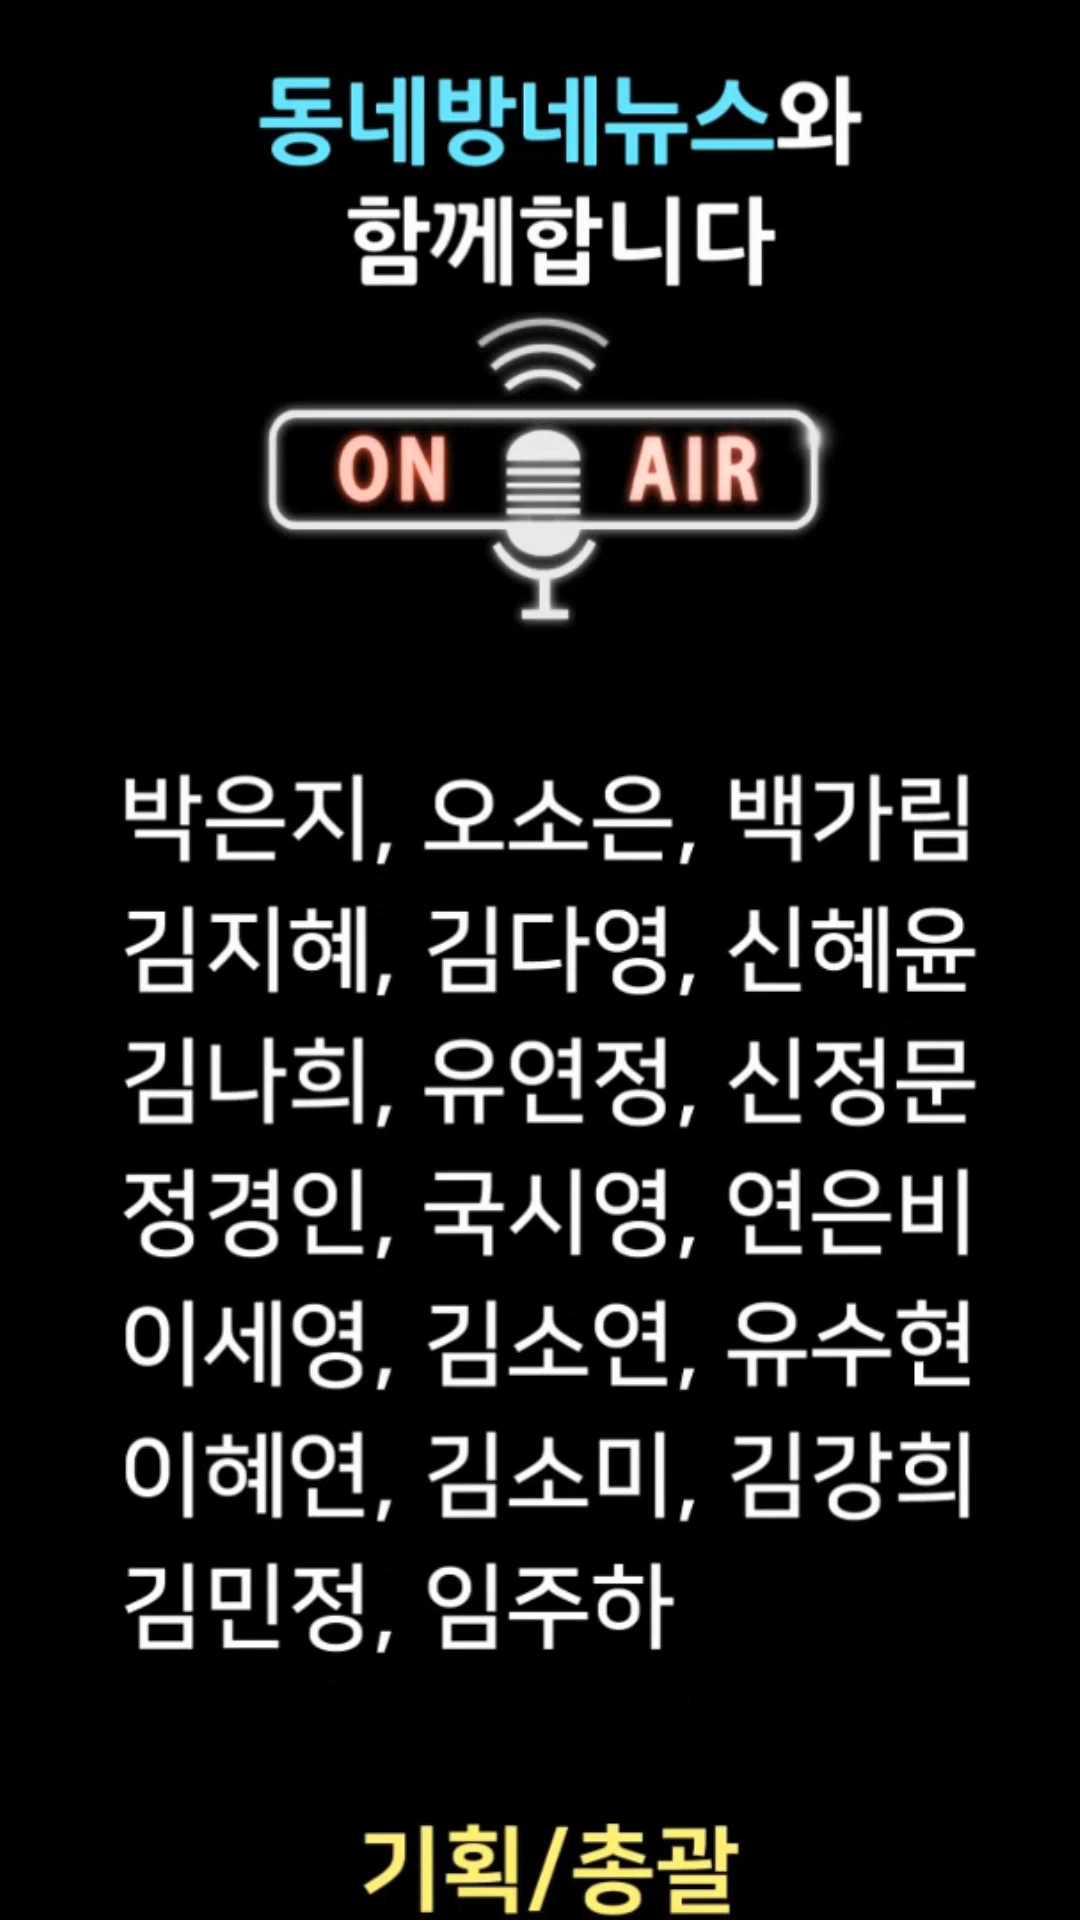 동네방네뉴스와
함께합니다
ON AIR
박은지, 오소은, 백가림
김지혜, 김다영, 신혜윤
김나희, 유연정, 신정문
정경인, 국시영, 연은비
이세영, 김소연, 유수현
이혜연, 김소미, 김강희
김민정, 임주하
기획/총괄